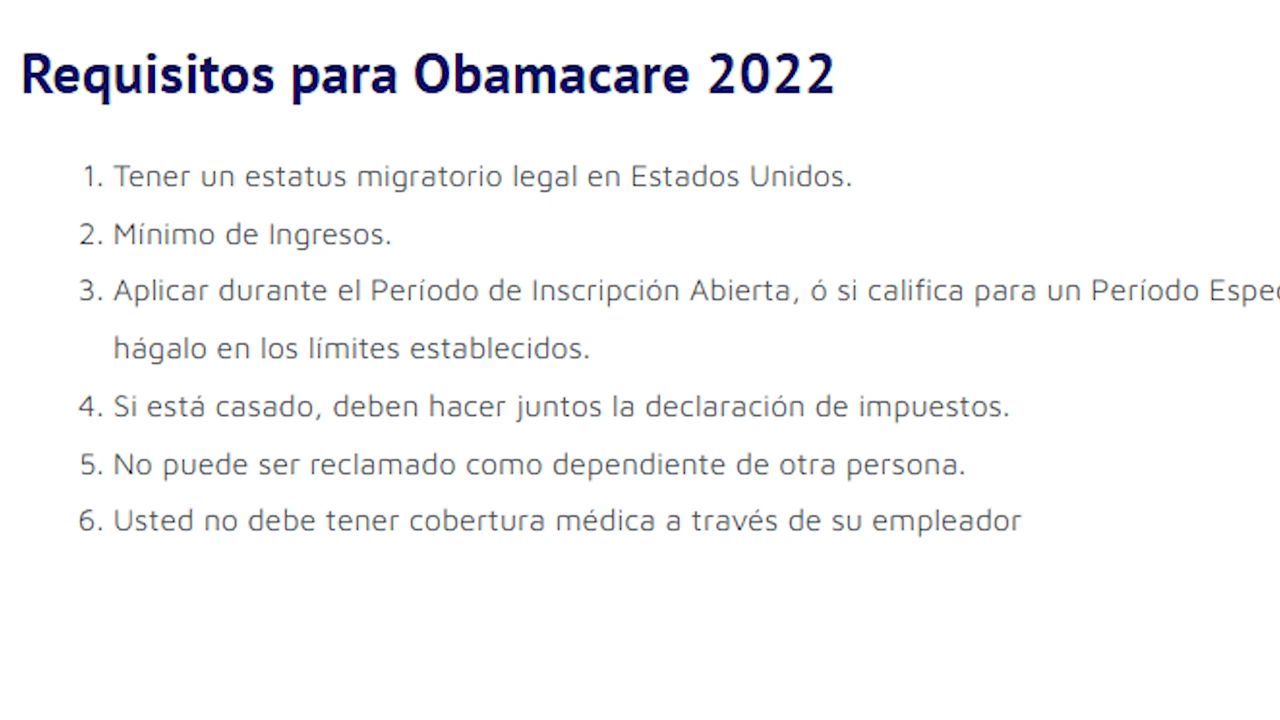 Requisitos para Obamacare 2022
1. Tener un estatus migratorio legal en Estados Unidos.
2. Mínimo de Ingresos.
3. Aplicar durante el Período de Inscripción Abierta, ó si califica para un Período
hágalo en los límites establecidos.
4. Si está casado, deben hacer juntos la declaración de impuestos.
5. No puede ser reclamado como dependiente de otra persona.
6. Usted no debe tener cobertura médica a través de su empleador